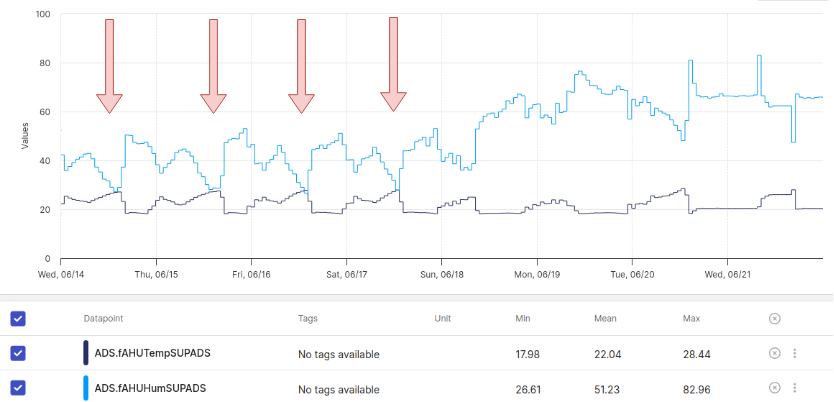 100
80
60
40
20
0
Values
Wed, 06/14 Thu, 06/15 Fri, 06/16 Sat, 06/17 Sun, 06/18 Mon, 06/19 Tue, 06/20 Wed, 06/21
Datapoint Tags Unit Min Mean Max
ADS.fAHUTempSUPADS No tags available 17.98 22.04 28.44
ADS.fAHUHumSUPADS No tags available 26.61 51.23 82.96